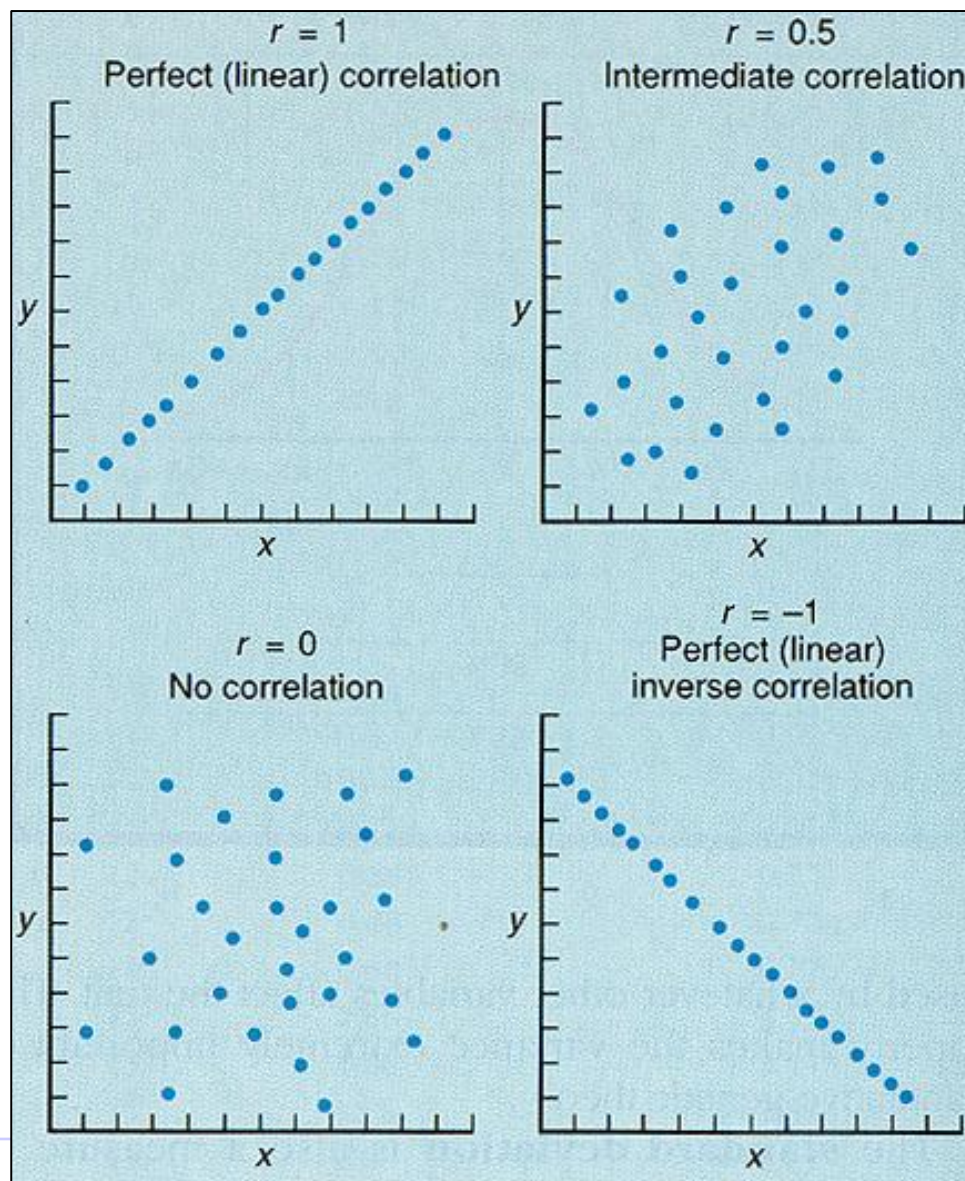 r = 1
Perfect (linear) correlation
y
x
r = 0.5
Intermediate correlation
y
x
r = 0
No correlation
y
x
r = –1
Perfect (linear)
inverse correlation
y
x